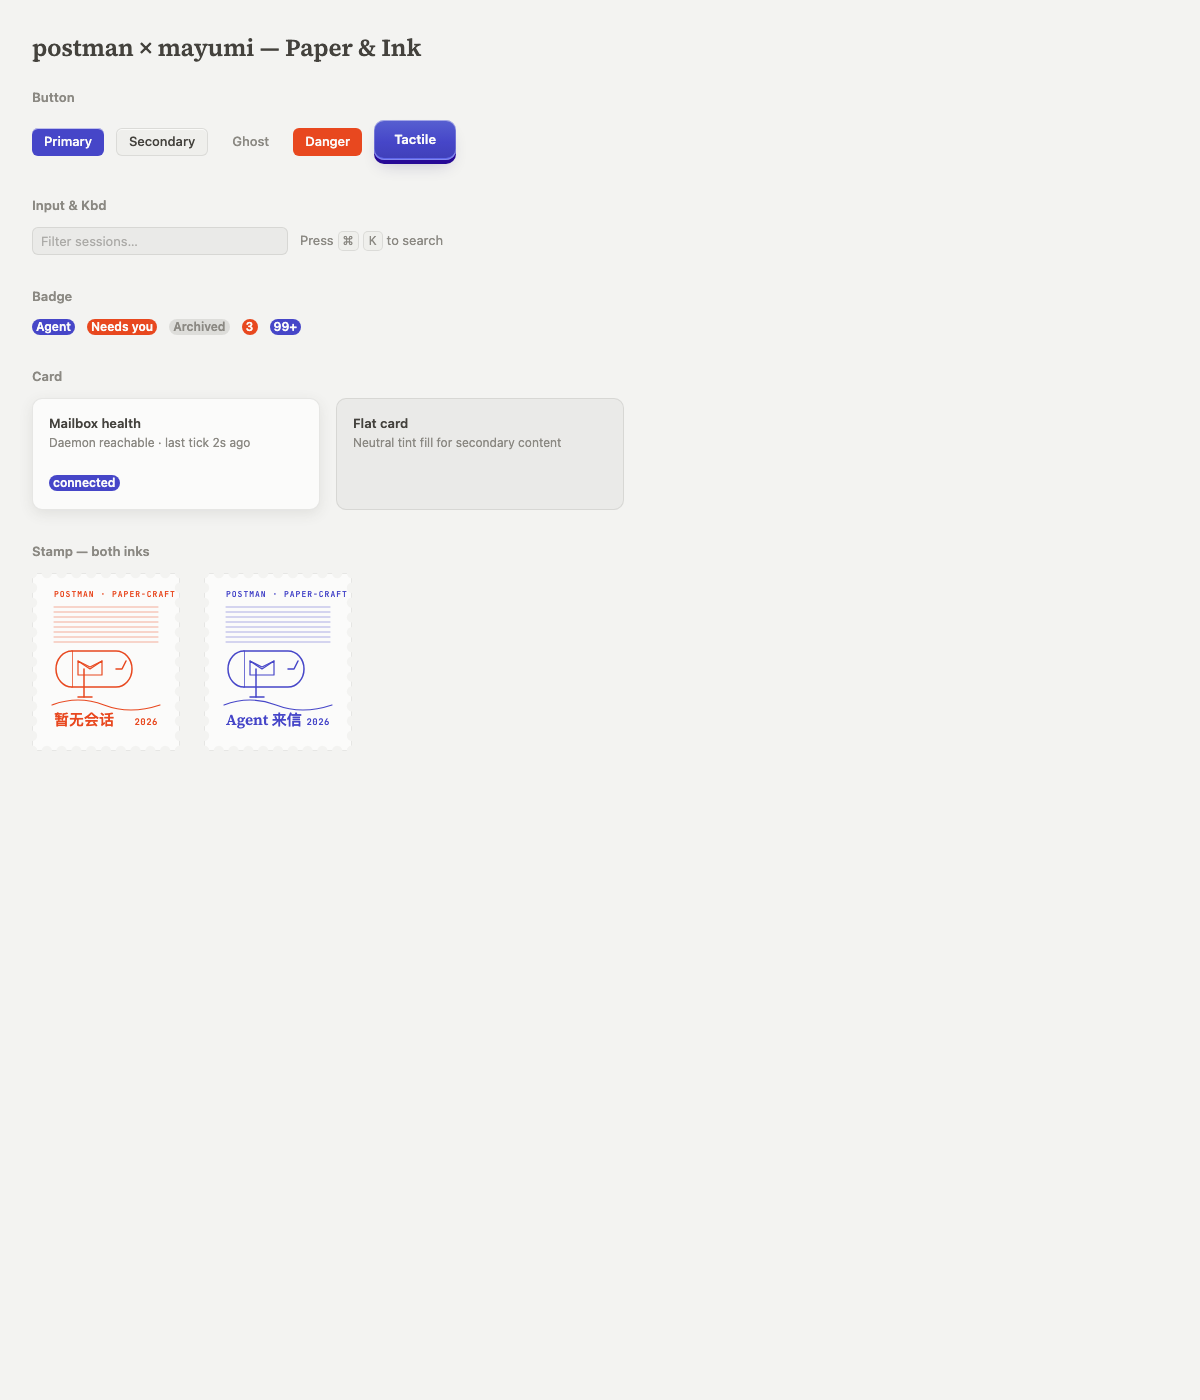 postman × mayumi — Paper & Ink
Button
Primary
Secondary
Ghost
Danger
Tactile
Input & Kbd
Filter sessions…
Press ⌘ K to search
Badge
Agent
Needs you
Archived
3
99+
Card
Mailbox health
Daemon reachable · last tick 2s ago
connected
Flat card
Neutral tint fill for secondary content
Stamp — both inks
POSTMAN · PAPER-CRAFT
暂无会话 2026
POSTMAN · PAPER-CRAFT
Agent 来信 2026